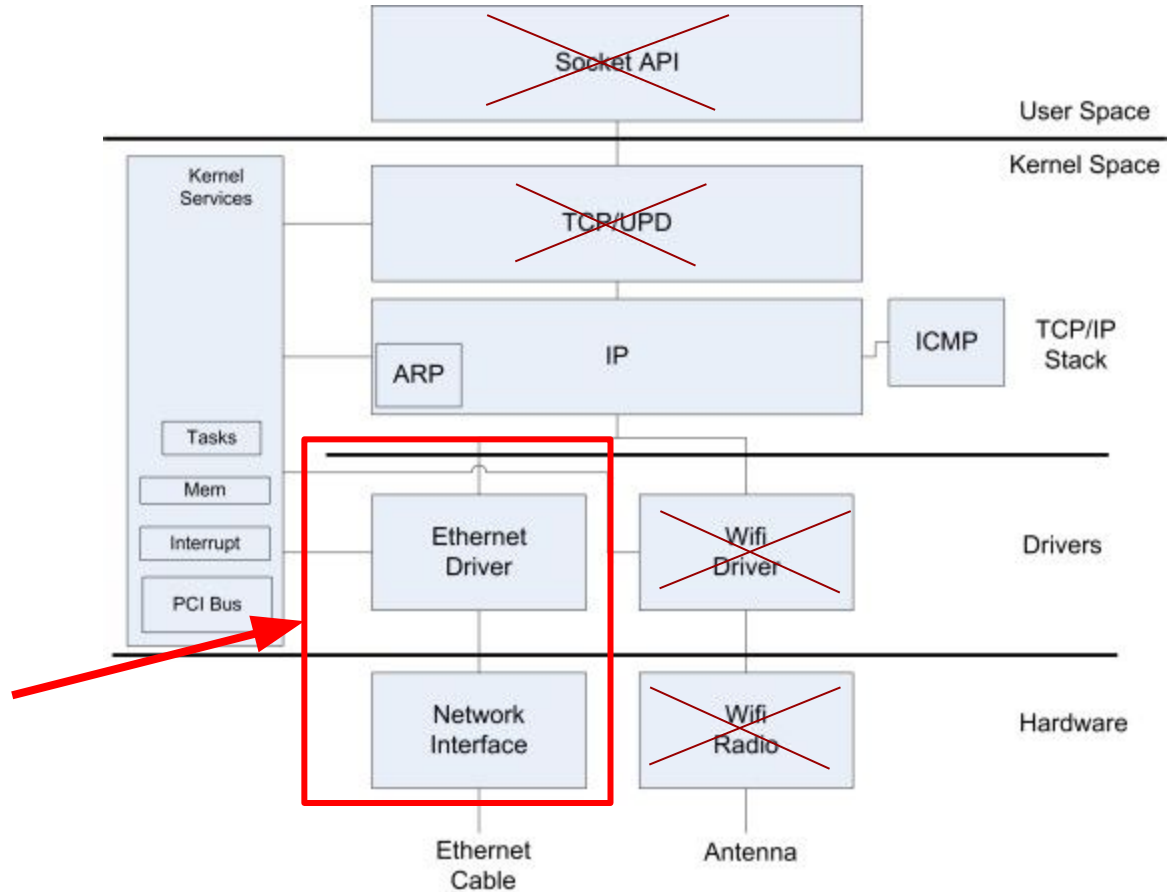 Socket API
User Space
Kernel Space
Kernel
Services
TCP/UPD
IP
ARP
ICMP
TCP/IP
Stack
Tasks
Mem
Interrupt
PCI Bus
Ethernet
Driver
Wifi
Driver
Drivers
Network
Interface
Wifi
Radio
Hardware
Ethernet
Cable
Antenna